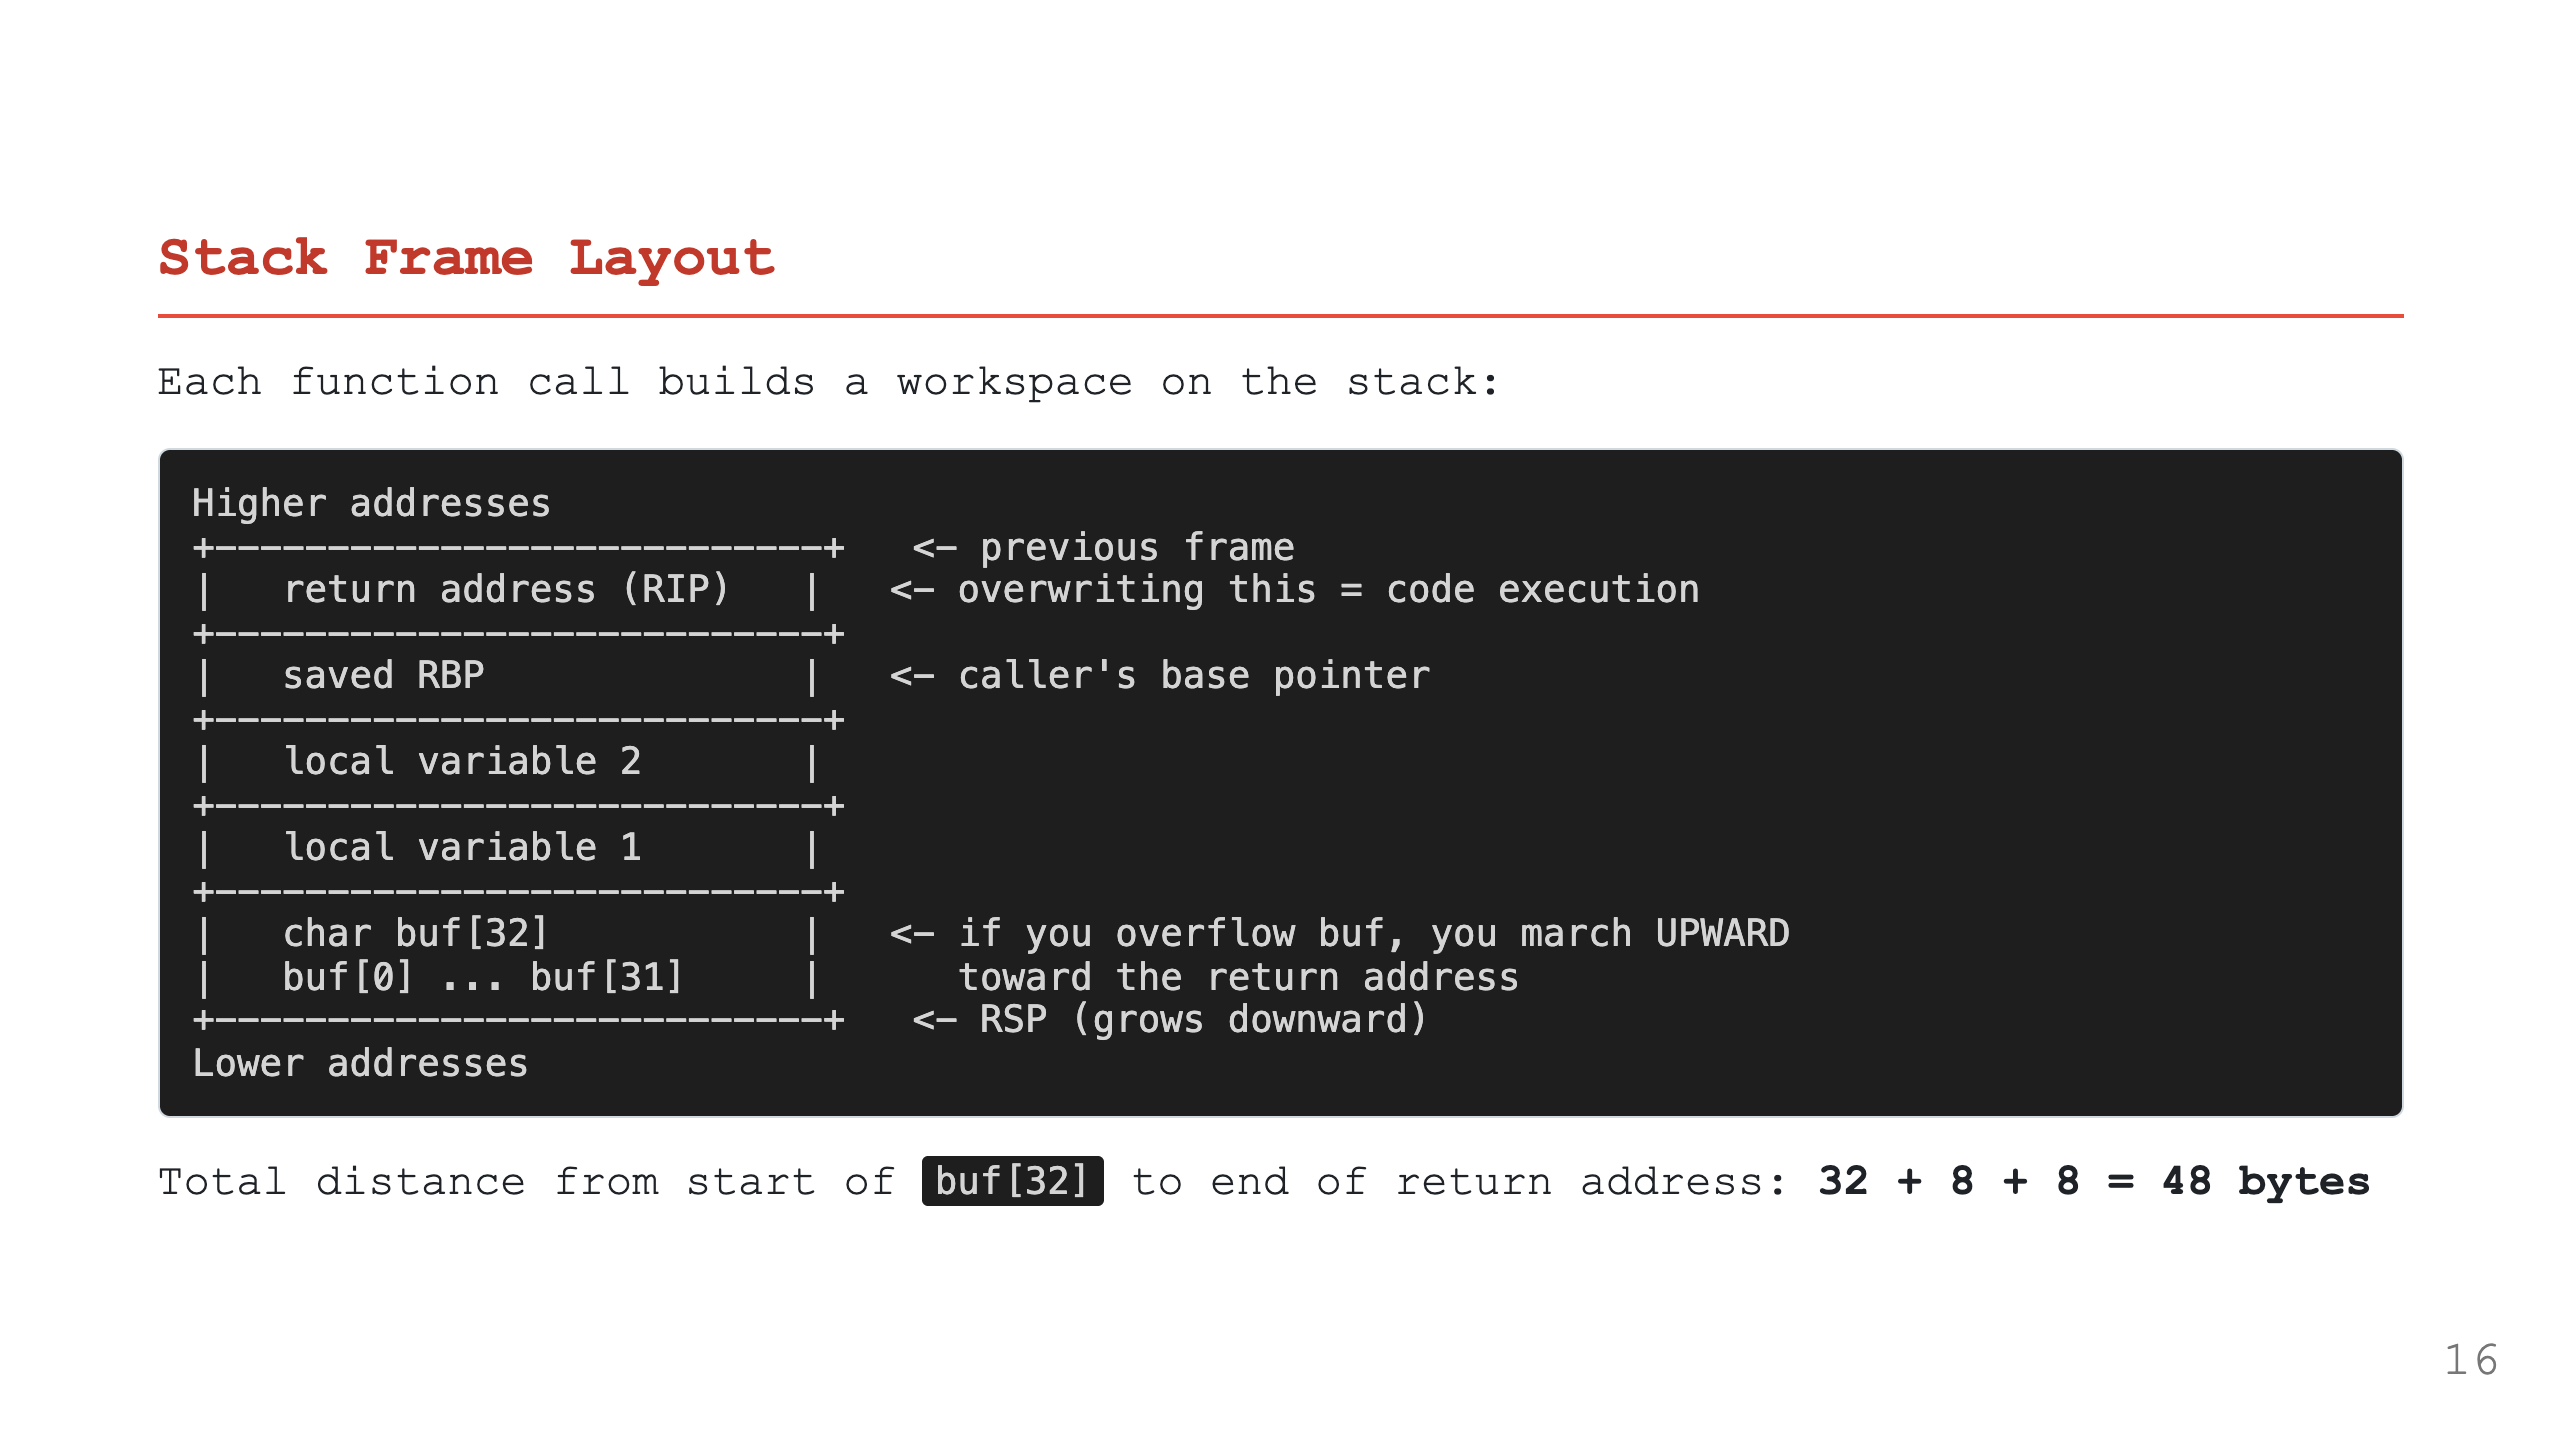 Stack Frame Layout
Each function call builds a workspace on the stack:
Higher addresses
+---------------------------+   <- previous frame
|   return address (RIP)    |   <- overwriting this = code execution
+---------------------------+
|   saved RBP               |   <- caller's base pointer
+---------------------------+
|   local variable 2        |
+---------------------------+
|   local variable 1        |
+---------------------------+
|   char buf[32]            |   <- if you overflow buf, you march UPWARD
|   buf[0] ... buf[31]      |      toward the return address
+---------------------------+   <- RSP (grows downward)
Lower addresses
Total distance from start of buf[32] to end of return address: 32 + 8 + 8 = 48 bytes
16